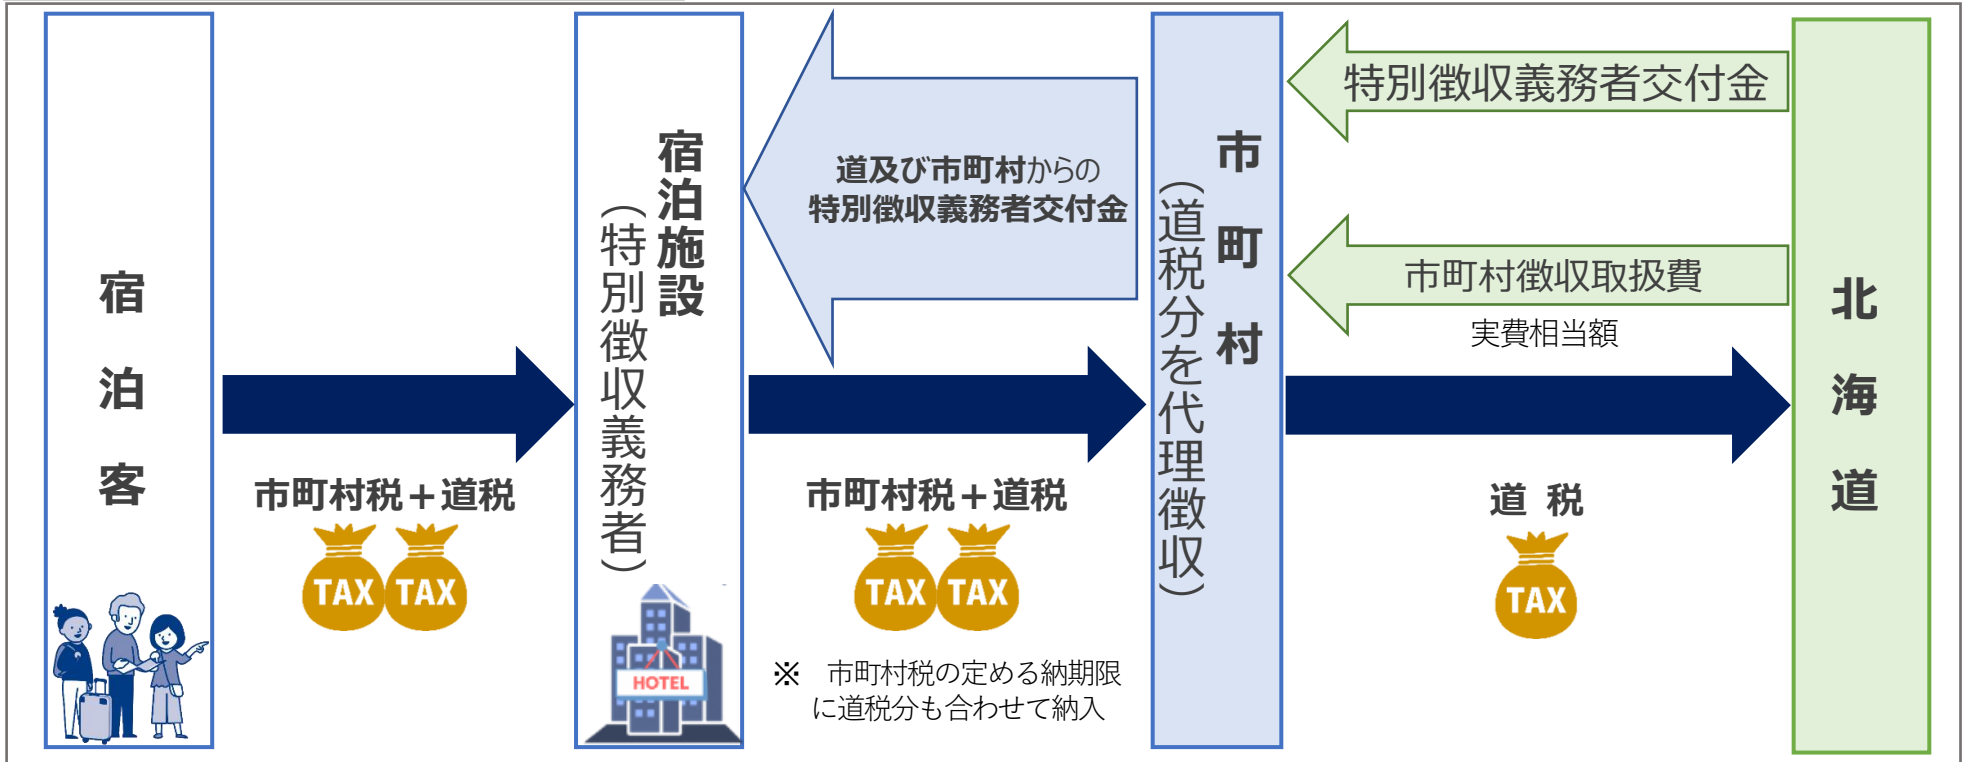 宿泊客
市町村税＋道税
TAX TAX
宿泊施設
（特別徴収義務者）
HOTEL
道及び市町村からの
特別徴収義務者交付金
市町村税＋道税
TAX TAX
※　市町村税の定める納期限
に道税分も合わせて納入
市町村
（道税分を代理徴収）
特別徴収義務者交付金
市町村徴収取扱費
実費相当額
道 税
TAX
北海道